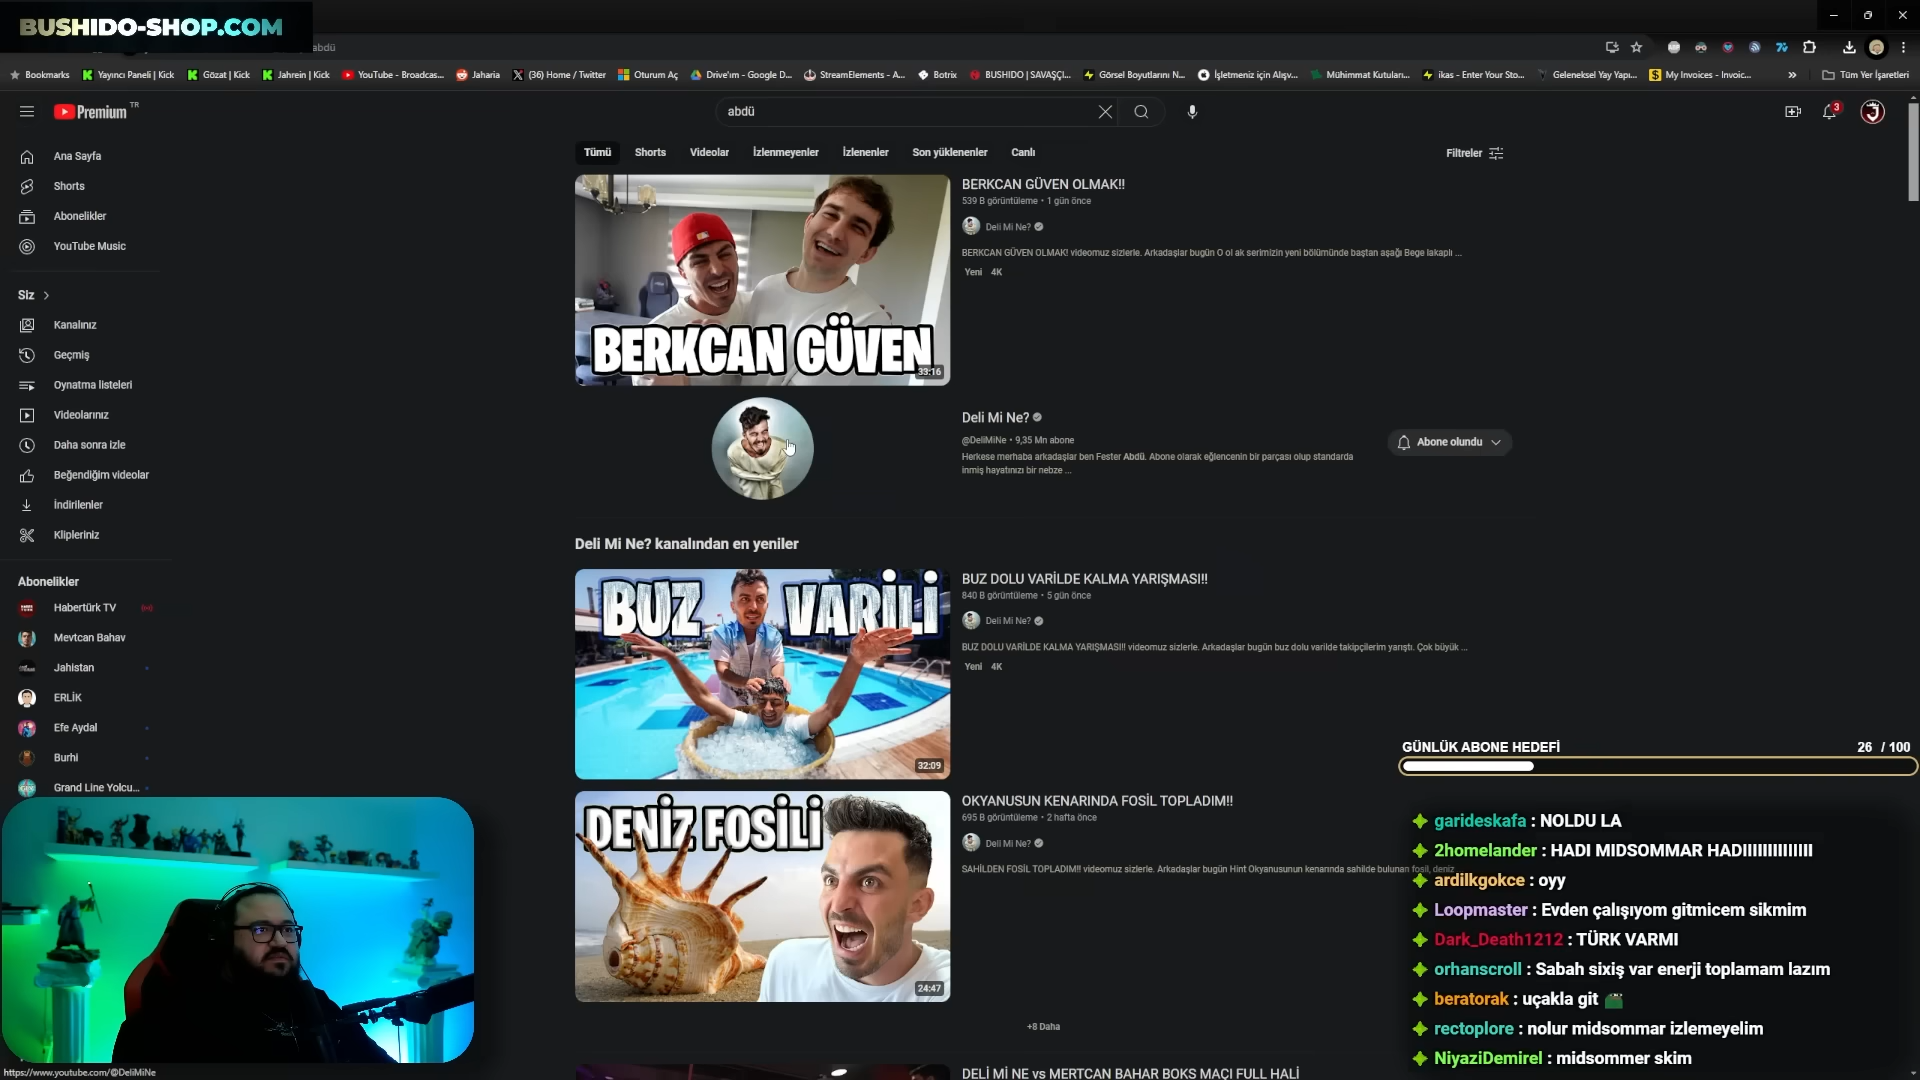 BUSHIDO-SHOP.COM
abdü
Bookmarks
Yayıncı Paneli | Kick
Gözat | Kick
Jahrein | Kick
YouTube - Broadcas...
Jaharia
(36) Home / Twitter
Oturum Aç
Drive'ım - Google D...
StreamElements - A...
Botrix
BUSHIDO | SAVAŞÇI...
Görsel Boyutlarını N...
İşletmeniz için Alışv...
Mühimmat Kutuları...
ikas - Enter Your Sto...
Geleneksel Yay Yapı...
My Invoices - Invoic...
Tüm Yer İşaretleri
Premium TR
abdü
3
Ana Sayfa
Shorts
Abonelikler
YouTube Music
Siz
Kanalınız
Geçmiş
Oynatma listeleri
Videolarınız
Daha sonra izle
Beğendiğim videolar
İndirilenler
Klipleriniz
Abonelikler
Habertürk TV
Mevtcan Bahav
Jahistan
ERLİK
Efe Aydal
Burhi
Grand Line Yolcu...
Tümü
Shorts
Videolar
İzlenmeyenler
İzlenenler
Son yüklenenler
Canlı
Filtreler
BERKCAN GÜVEN
33:16
BERKCAN GÜVEN OLMAK!!
539 B görüntüleme • 1 gün önce
Deli Mi Ne?
BERKCAN GÜVEN OLMAK! videomuz sizlerle. Arkadaşlar bugün O ol ak serimizin yeni bölümünde baştan aşağı Bege lakaplı ...
Yeni 4K
Deli Mi Ne?
@DeliMiNe • 9,35 Mn abone
Herkese merhaba arkadaşlar ben Fester Abdü. Abone olarak eğlencenin bir parçası olup standarda
inmiş hayatınızı bir nebze ...
Abone olundu
Deli Mi Ne? kanalından en yeniler
BUZ VARİLİ
32:09
BUZ DOLU VARİLDE KALMA YARIŞMASI!!
840 B görüntüleme • 5 gün önce
Deli Mi Ne?
BUZ DOLU VARİLDE KALMA YARIŞMASI!! videomuz sizlerle. Arkadaşlar bugün buz dolu varilde takipçilerim yarıştı. Çok büyük ...
Yeni 4K
DENİZ FOSİLİ
24:47
OKYANUSUN KENARINDA FOSİL TOPLADIM!!
695 B görüntüleme • 2 hafta önce
Deli Mi Ne?
SAHİLDEN FOSİL TOPLADIM!! videomuz sizlerle. Arkadaşlar bugün Hint Okyanusunun kenarında sahilde bulunan fosil, deniz
+8 Daha
DELİ Mİ NE vs MERTCAN BAHAR BOKS MAÇI FULL HALİ
GÜNLÜK ABONE HEDEFİ 26 / 100
garideskafa : NOLDU LA
2homelander : HADI MIDSOMMAR HADIIIIIIIIIIIIII
ardilkgokce : oyy
Loopmaster : Evden çalışıyom gitmicem sikmim
Dark_Death1212 : TÜRK VARMI
orhanscroll : Sabah sixiş var enerji toplamam lazım
beratorak : uçakla git
rectoplore : nolur midsommar izlemeyelim
NiyaziDemirel : midsommer skim
https://www.youtube.com/@DeliMiNe